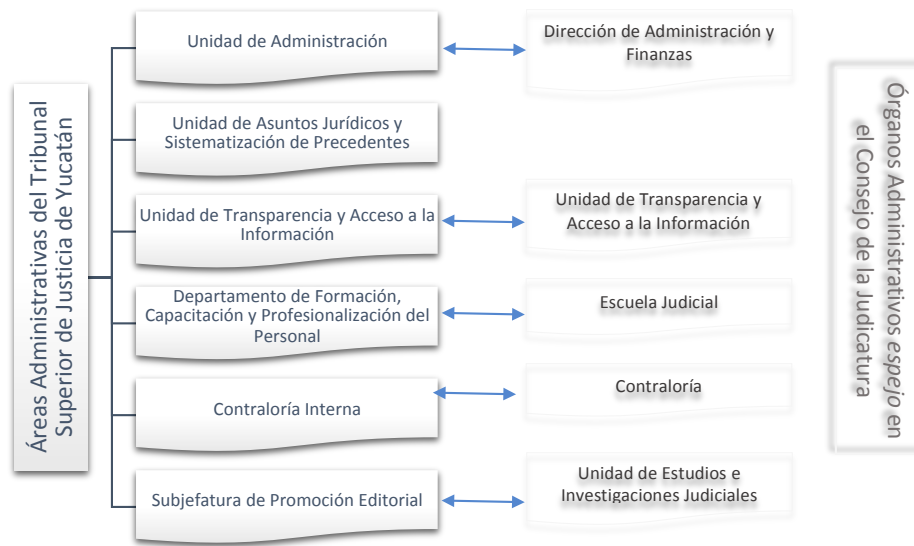 Áreas Administrativas del Tribunal
Superior de Justicia de Yucatán
Unidad de Administración
Dirección de Administración y
Finanzas
Unidad de Asuntos Jurídicos y
Sistematización de Precedentes
Unidad de Transparencia y Acceso a la
Información
Unidad de Transparencia y
Acceso a la Información
Departamento de Formación,
Capacitación y Profesionalización del
Personal
Escuela Judicial
Contraloría Interna
Contraloría
Subjefatura de Promoción Editorial
Unidad de Estudios e
Investigaciones Judiciales
Órganos Administrativos espejo en
el Consejo de la Judicatura